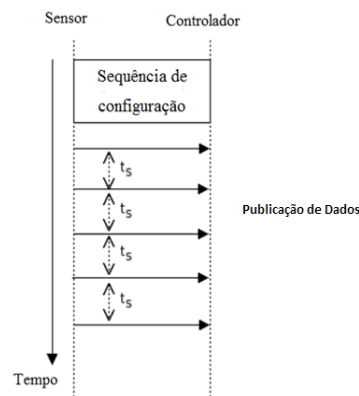 Sensor Controlador
Sequência de
configuração
ts
ts
Publicação de Dados
ts
ts
Tempo